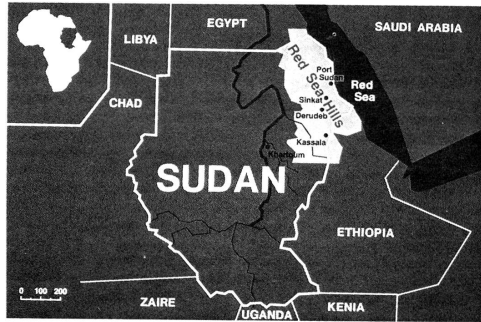 EGYPT
SAUDI ARABIA
LIBYA
Red Sea Hills
Port
Sudan
Red
Sea
CHAD
Sinkat
Derudeb
Kassala
Khartoum
SUDAN
ETHIOPIA
0 100 200
ZAIRE
UGANDA
KENIA